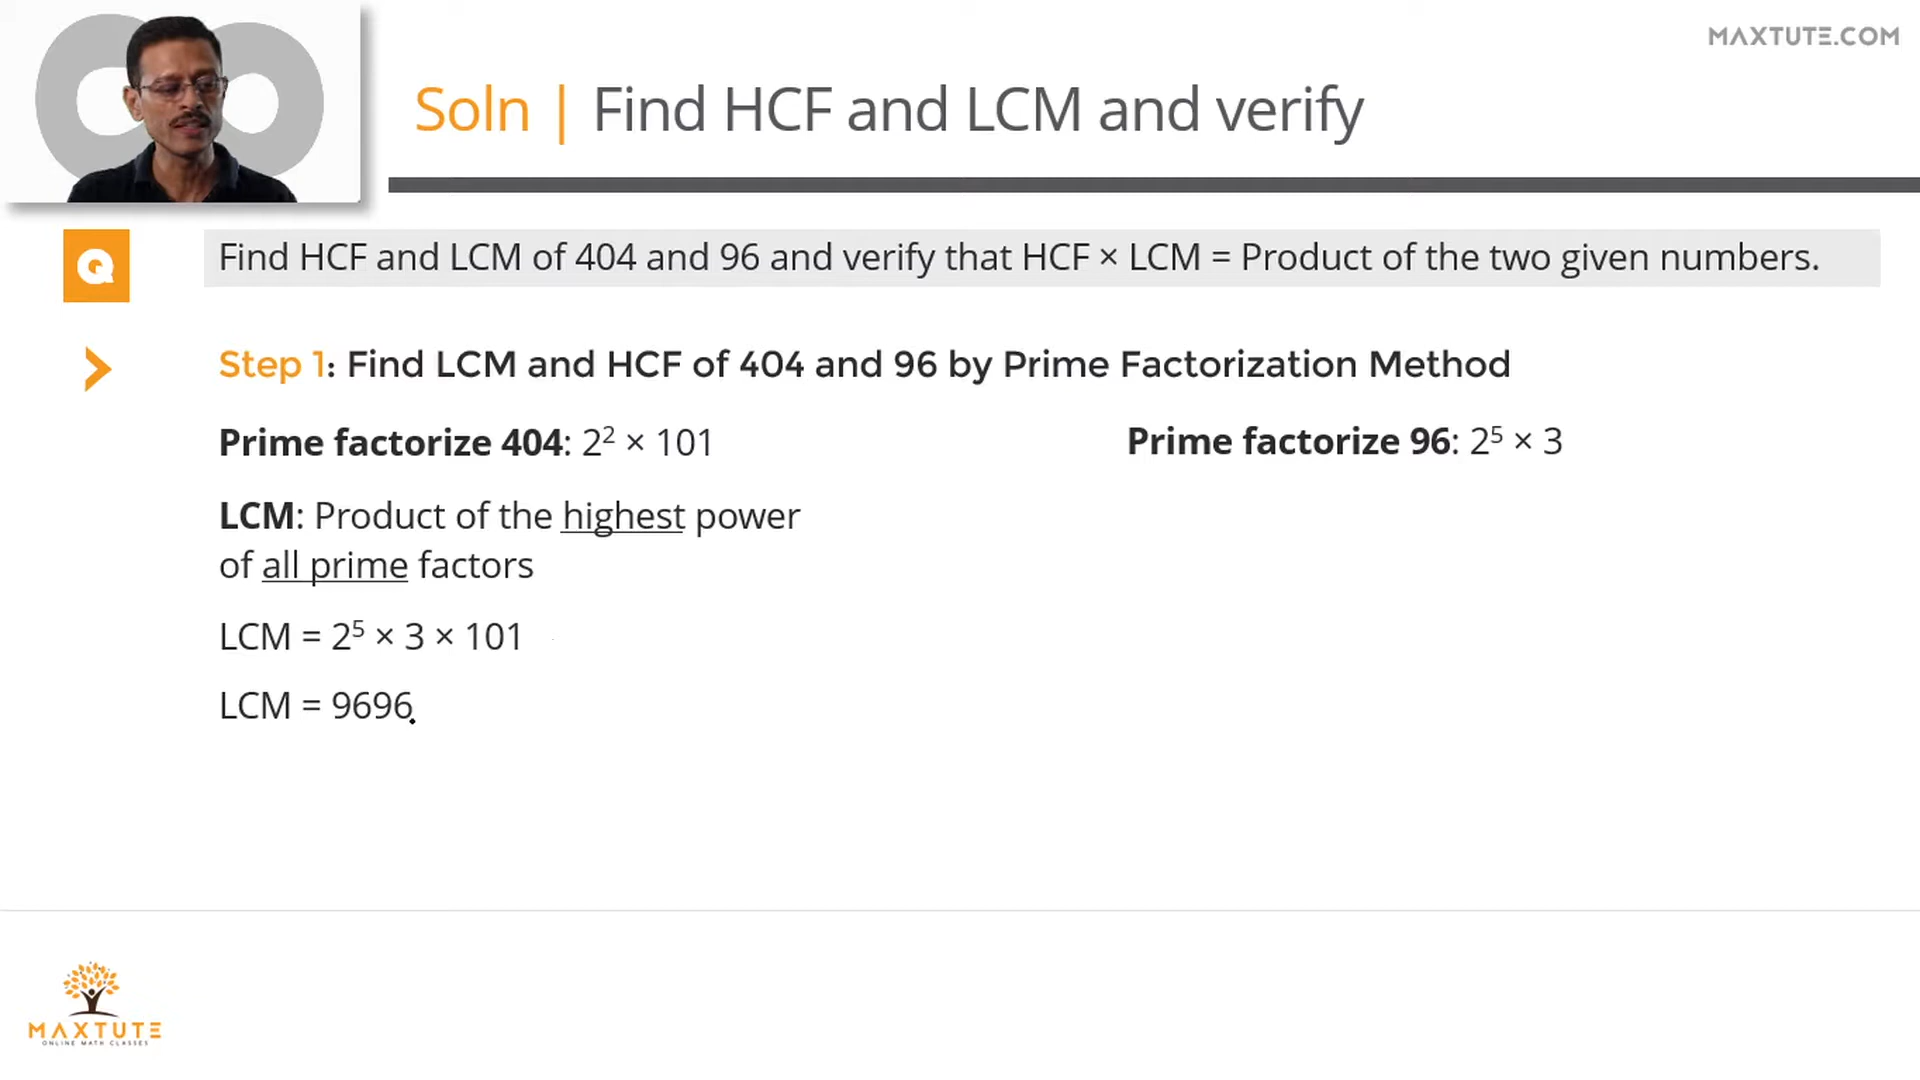 MAXTUTE.COM
Soln | Find HCF and LCM and verify
Q
Find HCF and LCM of 404 and 96 and verify that HCF × LCM = Product of the two given numbers.
Step 1: Find LCM and HCF of 404 and 96 by Prime Factorization Method
Prime factorize 404: 2² × 101
Prime factorize 96: 2⁵ × 3
LCM: Product of the highest power
of all prime factors
LCM = 2⁵ × 3 × 101
LCM = 9696
MAXTUTE
ONLINE MATH CLASSES